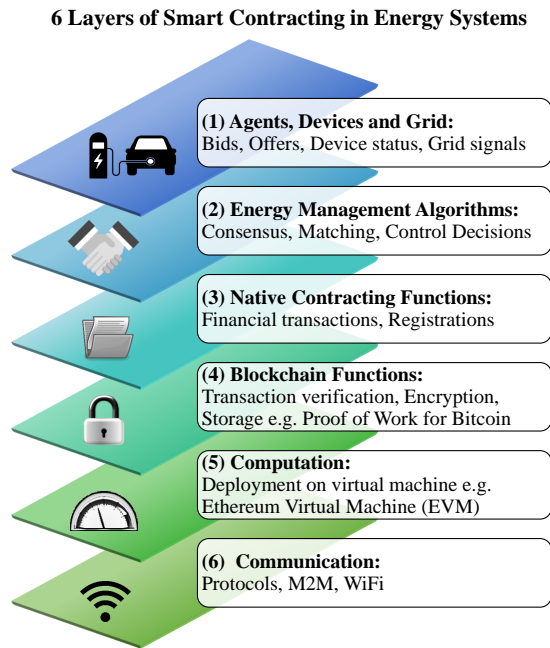 6 Layers of Smart Contracting in Energy Systems
(1) Agents, Devices and Grid:
Bids, Offers, Device status, Grid signals
(2) Energy Management Algorithms:
Consensus, Matching, Control Decisions
(3) Native Contracting Functions:
Financial transactions, Registrations
(4) Blockchain Functions:
Transaction verification, Encryption,
Storage e.g. Proof of Work for Bitcoin
(5) Computation:
Deployment on virtual machine e.g.
Ethereum Virtual Machine (EVM)
(6) Communication:
Protocols, M2M, WiFi